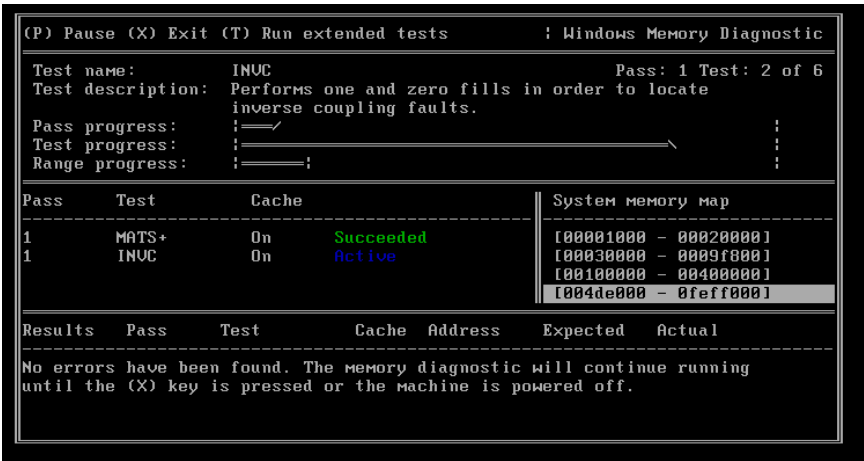 (P) Pause (X) Exit (T) Run extended tests ¦ Windows Memory Diagnostic
Test name: INVC Pass: 1 Test: 2 of 6
Test description: Performs one and zero fills in order to locate
inverse coupling faults.
Pass progress:
Test progress:
Range progress:
Pass Test Cache System memory map
1 MATS+ On Succeeded [00001000 - 00020000]
1 INVC On Active [00030000 - 0009f800]
[00100000 - 00400000]
[004de000 - 0feff000]
Results Pass Test Cache Address Expected Actual
No errors have been found. The memory diagnostic will continue running
until the (X) key is pressed or the machine is powered off.